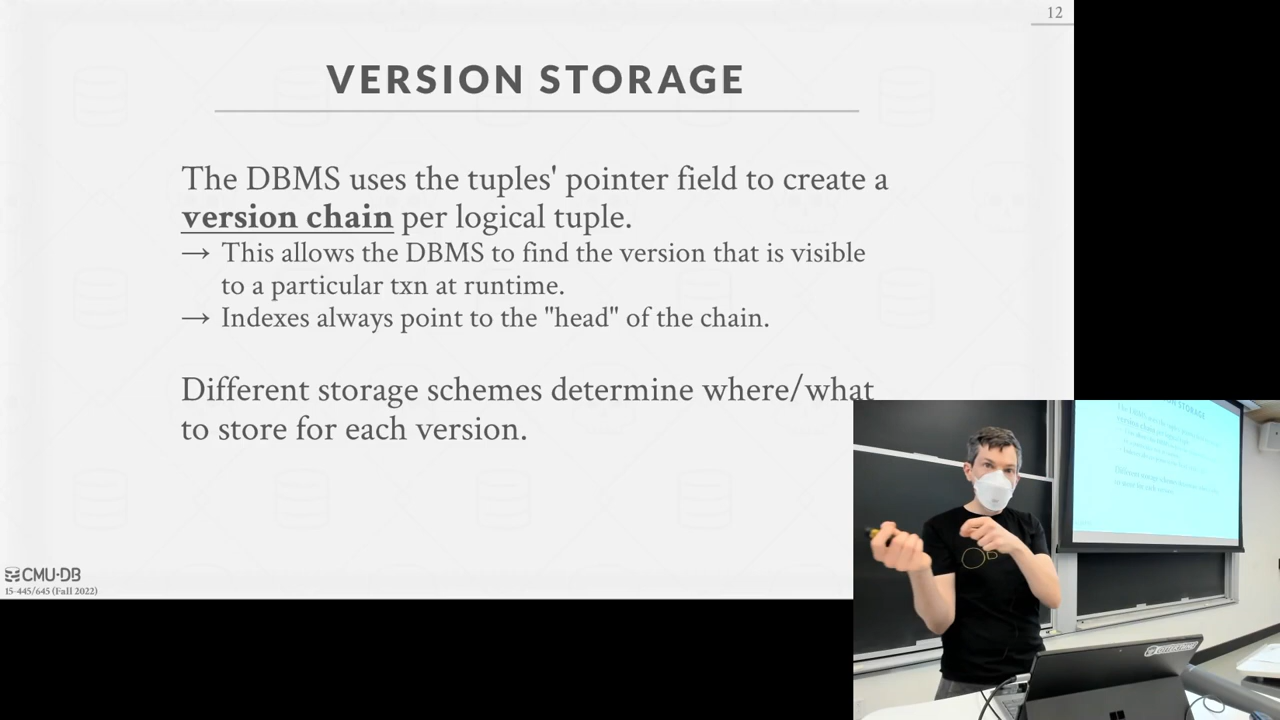 12
VERSION STORAGE
The DBMS uses the tuples' pointer field to create a
version chain per logical tuple.
→ This allows the DBMS to find the version that is visible
to a particular txn at runtime.
→ Indexes always point to the "head" of the chain.
Different storage schemes determine where/what
to store for each version.
CMU·DB
15-445/645 (Fall 2022)